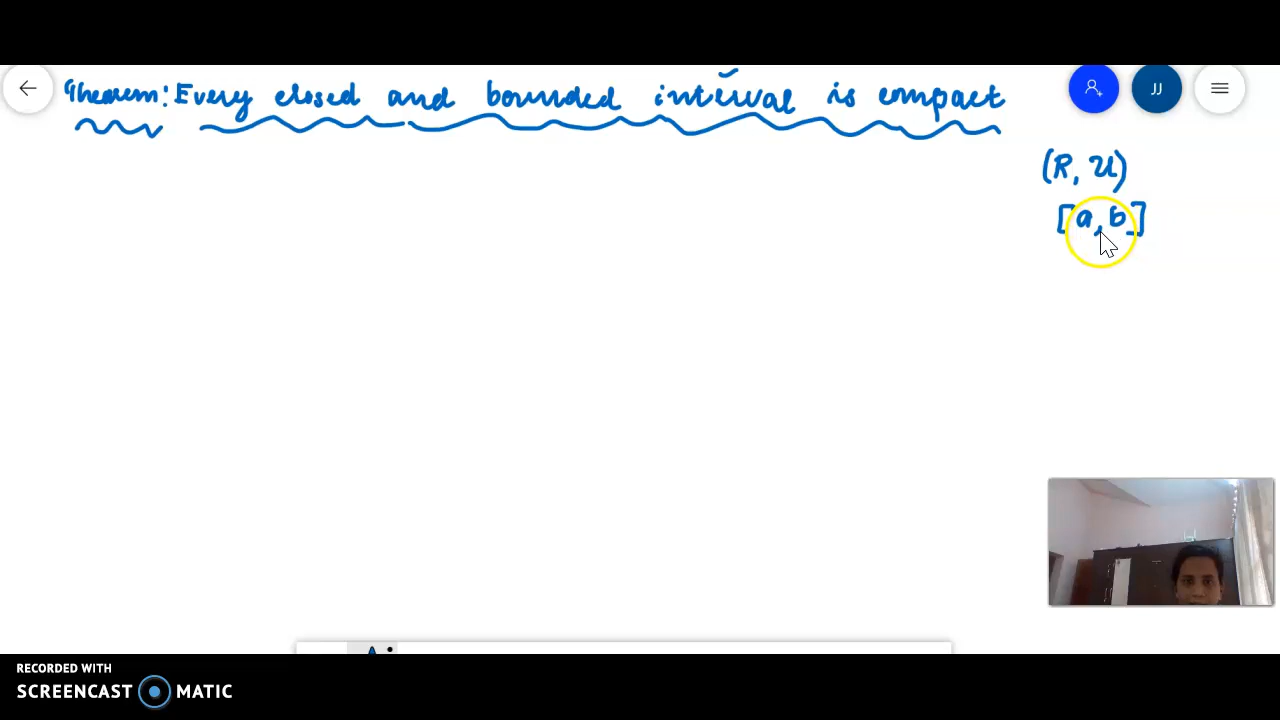 Theorem: Every closed and bounded interval is compact
JJ
(R, U)
[a, b]
RECORDED WITH
SCREENCAST MATIC